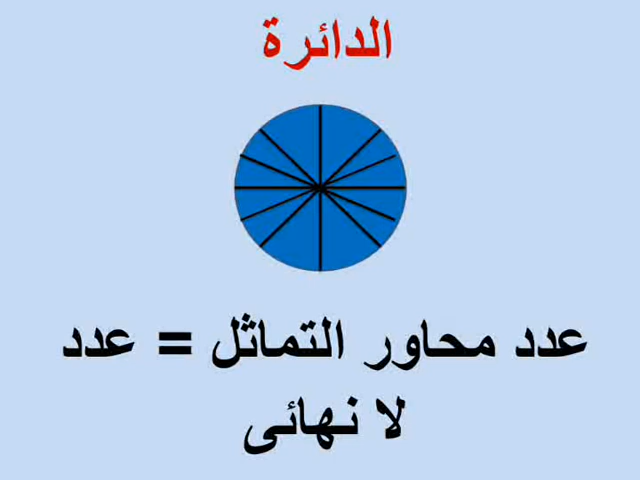 الدائرة
عدد محاور التماثل = عدد
لا نهائى